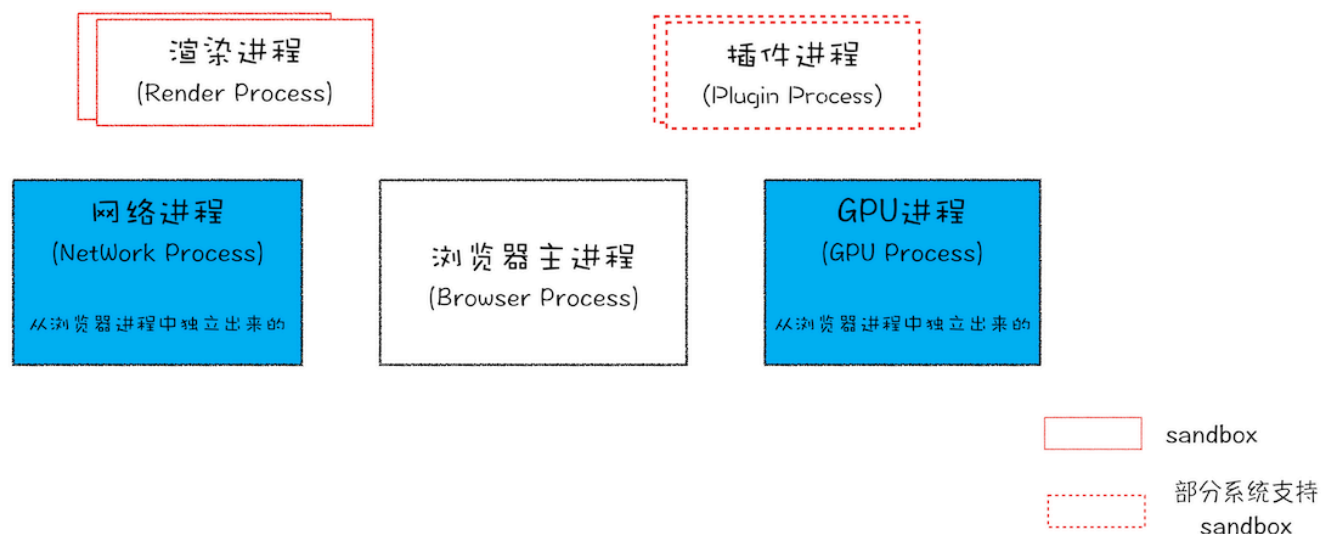 渲染进程
(Render Process)
插件进程
(Plugin Process)
网络进程
(NetWork Process)
从浏览器进程中独立出来的
浏览器主进程
(Browser Process)
GPU进程
(GPU Process)
从浏览器进程中独立出来的
sandbox
部分系统支持
sandbox